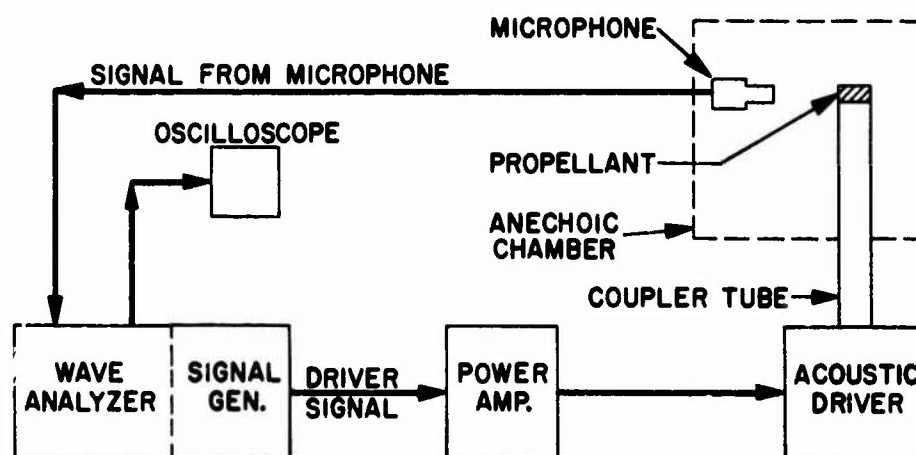 MICROPHONE
SIGNAL FROM MICROPHONE
OSCILLOSCOPE
PROPELLANT
ANECHOIC
CHAMBER
COUPLER TUBE
WAVE
ANALYZER
SIGNAL
GEN.
DRIVER
SIGNAL
POWER
AMP.
ACOUSTIC
DRIVER